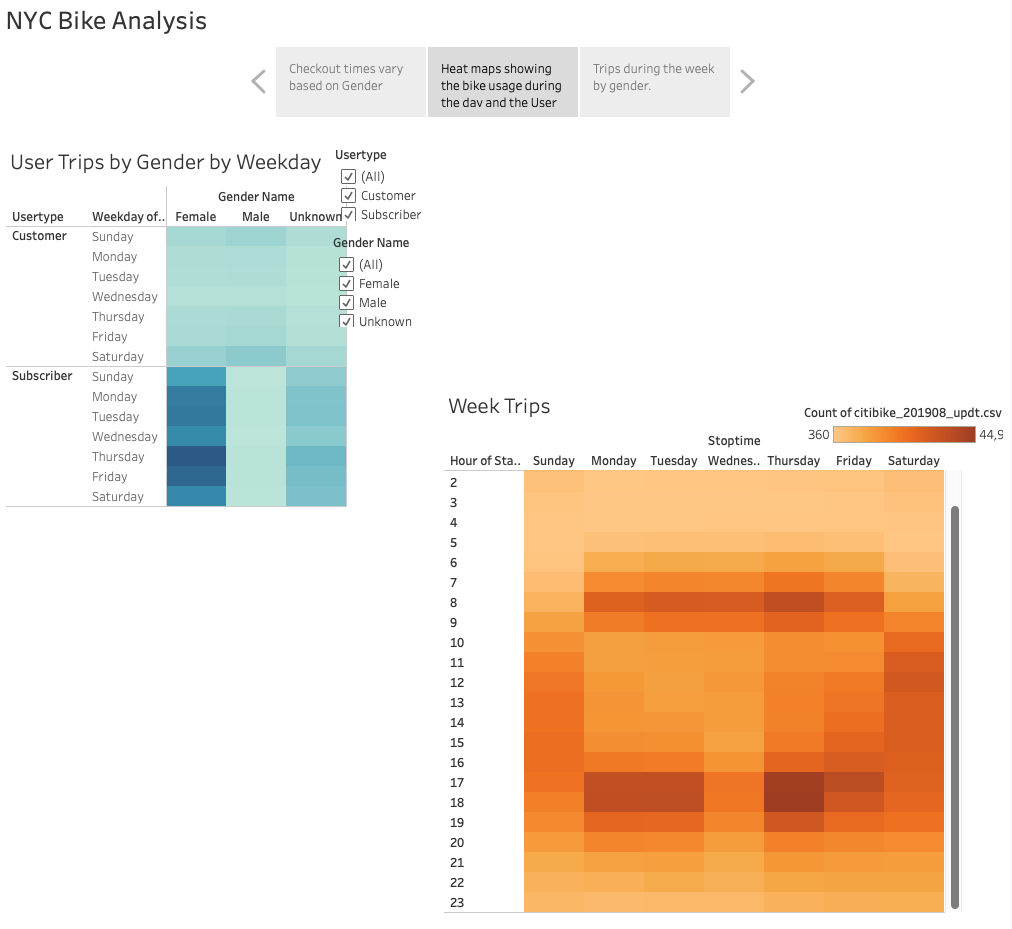 NYC Bike Analysis
Checkout times vary
based on Gender
Heat maps showing
the bike usage during
the day and the User
Trips during the week
by gender.
User Trips by Gender by Weekday
Gender Name
Usertype Weekday of.. Female Male Unknown
Customer Sunday
Monday
Tuesday
Wednesday
Thursday
Friday
Saturday
Subscriber Sunday
Monday
Tuesday
Wednesday
Thursday
Friday
Saturday
Usertype
(All)
Customer
Subscriber
Gender Name
(All)
Female
Male
Unknown
Week Trips
Count of citibike_201908_updt.csv
360 44,9
Stoptime
Hour of Sta.. Sunday Monday Tuesday Wednes.. Thursday Friday Saturday
2
3
4
5
6
7
8
9
10
11
12
13
14
15
16
17
18
19
20
21
22
23